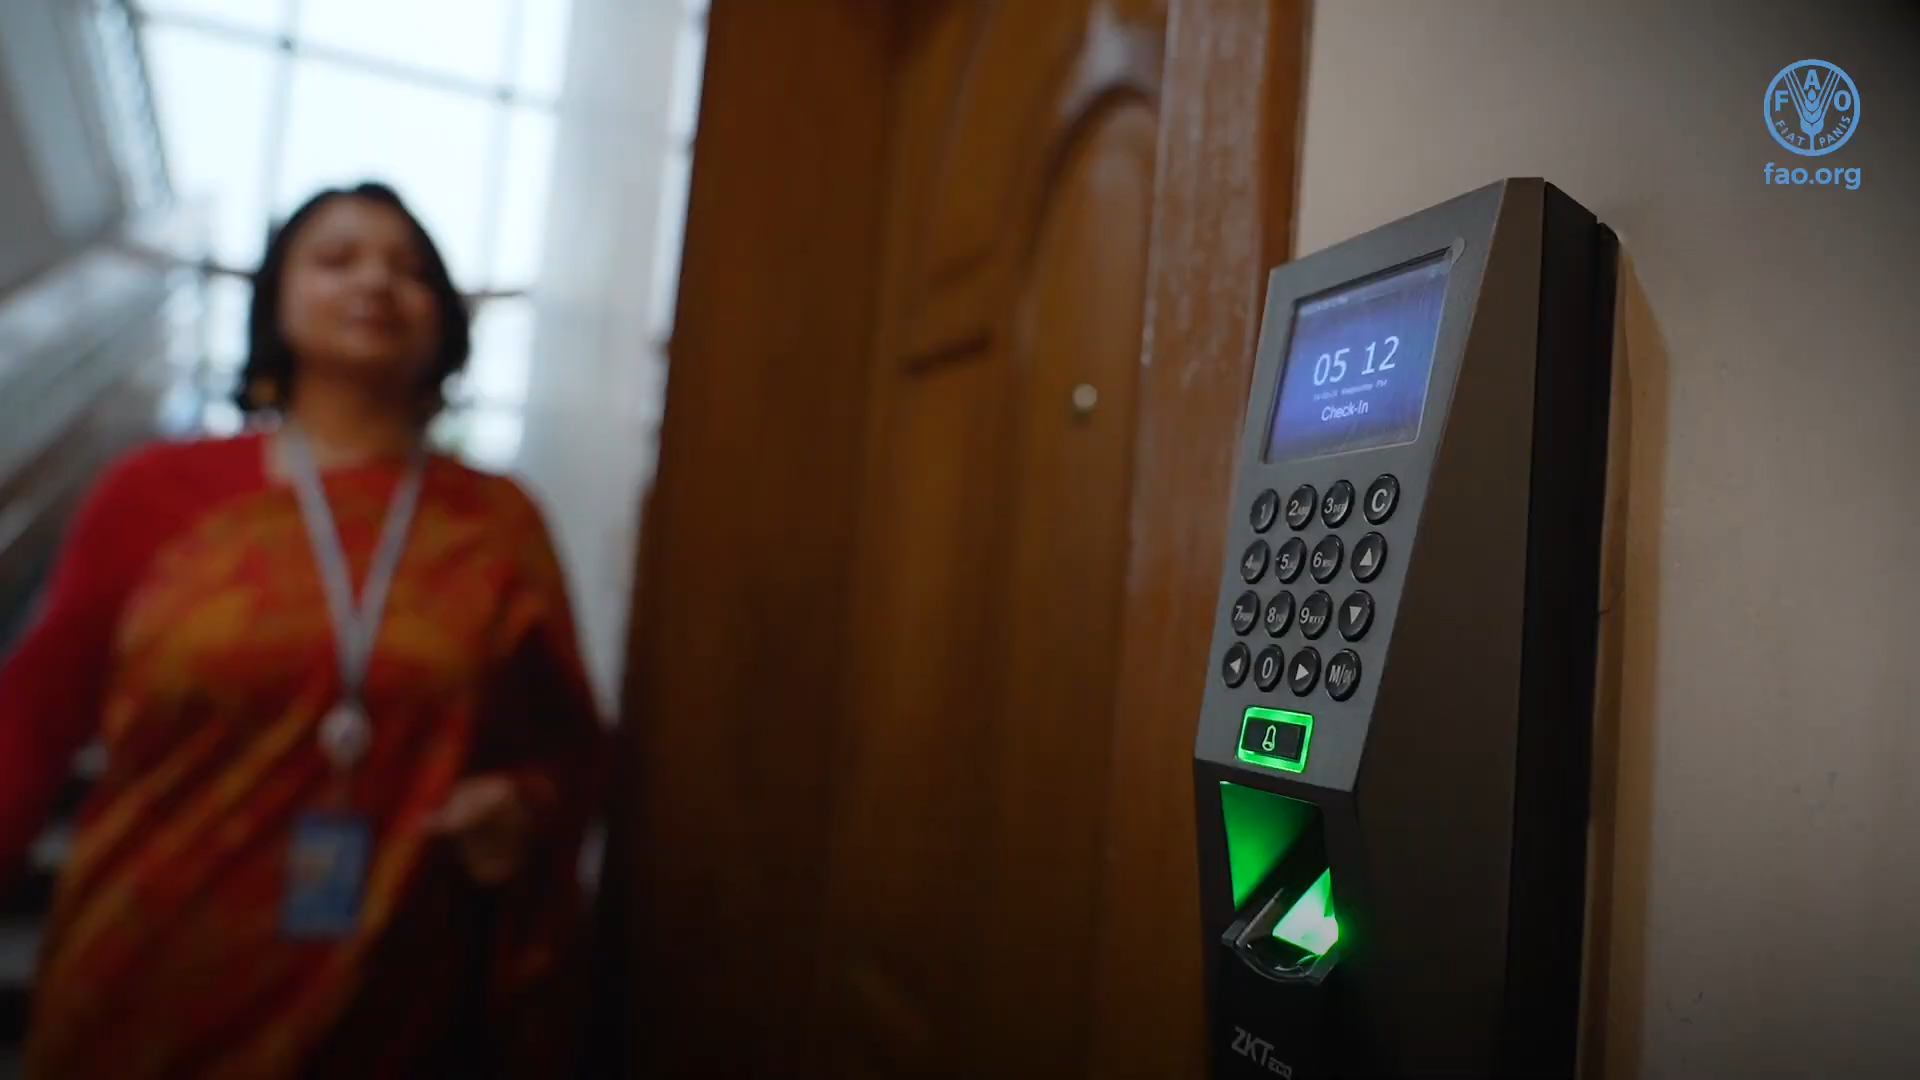 FAO
FIAT PANIS
fao.org
05 12
Check-In
1 2 3 C
4 5 6
7 8 9
0 M/OK
ZKTeco